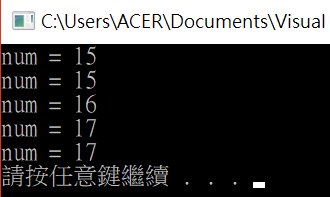 C:\Users\ACER\Documents\Visual
num = 15
num = 15
num = 16
num = 17
num = 17
請按任意鍵繼續 . . .